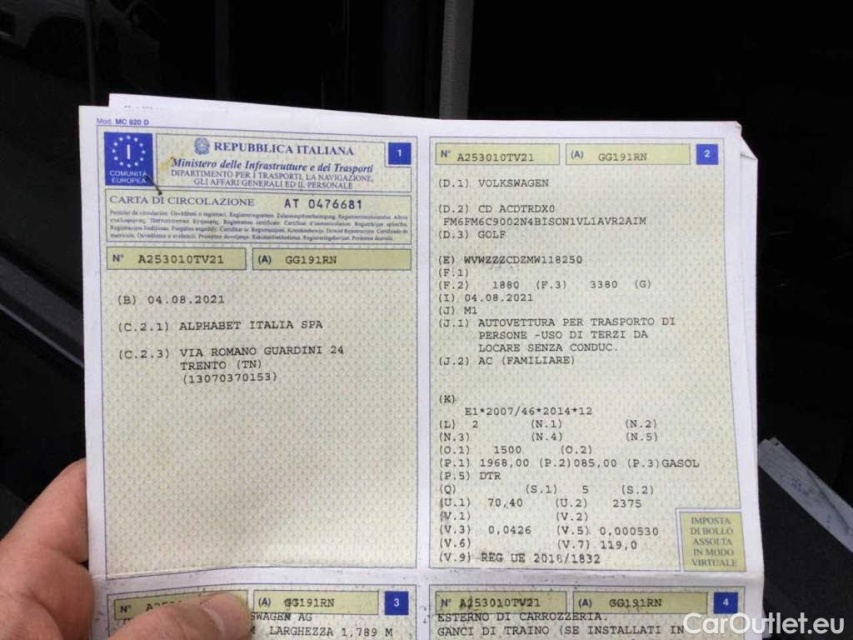 Mod. MC 820 D
REPUBBLICA ITALIANA
1
Ministero delle Infrastrutture e dei Trasporti
DIPARTIMENTO PER I TRASPORTI, LA NAVIGAZIONE,
GLI AFFARI GENERALI ED IL PERSONALE
I
COMUNITÀ
EUROPEA
CARTA DI CIRCOLAZIONE AT 0476681
N° A253010TV21 (A) GG191RN
(B) 04.08.2021
(C.2.1) ALPHABET ITALIA SPA
(C.2.3) VIA ROMANO GUARDINI 24
TRENTO (TN)
(13070370153)
N° A253010TV21 (A) GG191RN 2
(D.1) VOLKSWAGEN
(D.2) CD ACDTRDX0
FM6FM6C9002N4BISON1VL1AVR2AIM
(D.3) GOLF
(E) WVWZZZCDZMW118250
(F.1)
(F.2) 1880 (F.3) 3380 (G)
(I) 04.08.2021
(J) M1
(J.1) AUTOVETTURA PER TRASPORTO DI
PERSONE -USO DI TERZI DA
LOCARE SENZA CONDUC.
(J.2) AC (FAMILIARE)
(K)
E1*2007/46*2014*12
(L) 2 (N.1) (N.2)
(N.3) (N.4) (N.5)
(O.1) 1500 (O.2)
(P.1) 1968,00 (P.2)085,00 (P.3)GASOL
(P.5) DTR
(Q) (S.1) 5 (S.2)
(U.1) 70,40 (U.2) 2375
(V.1) (V.2)
(V.3) 0,0426 (V.5) 0,000530
(V.6) (V.7) 119,0
(V.9) REG UE 2018/1832
IMPOSTA
DI BOLLO
ASSOLTA
IN MODO
VIRTUALE
N° (A) GG191RN 3
WAGEN AG
LARGHEZZA 1,789 M
N° A253010TV21 (A) GG191RN 4
ESTERNO DI CARROZZERIA.
GANCI DI TRAINO (SE INSTALLATI IN
CarOutlet.eu